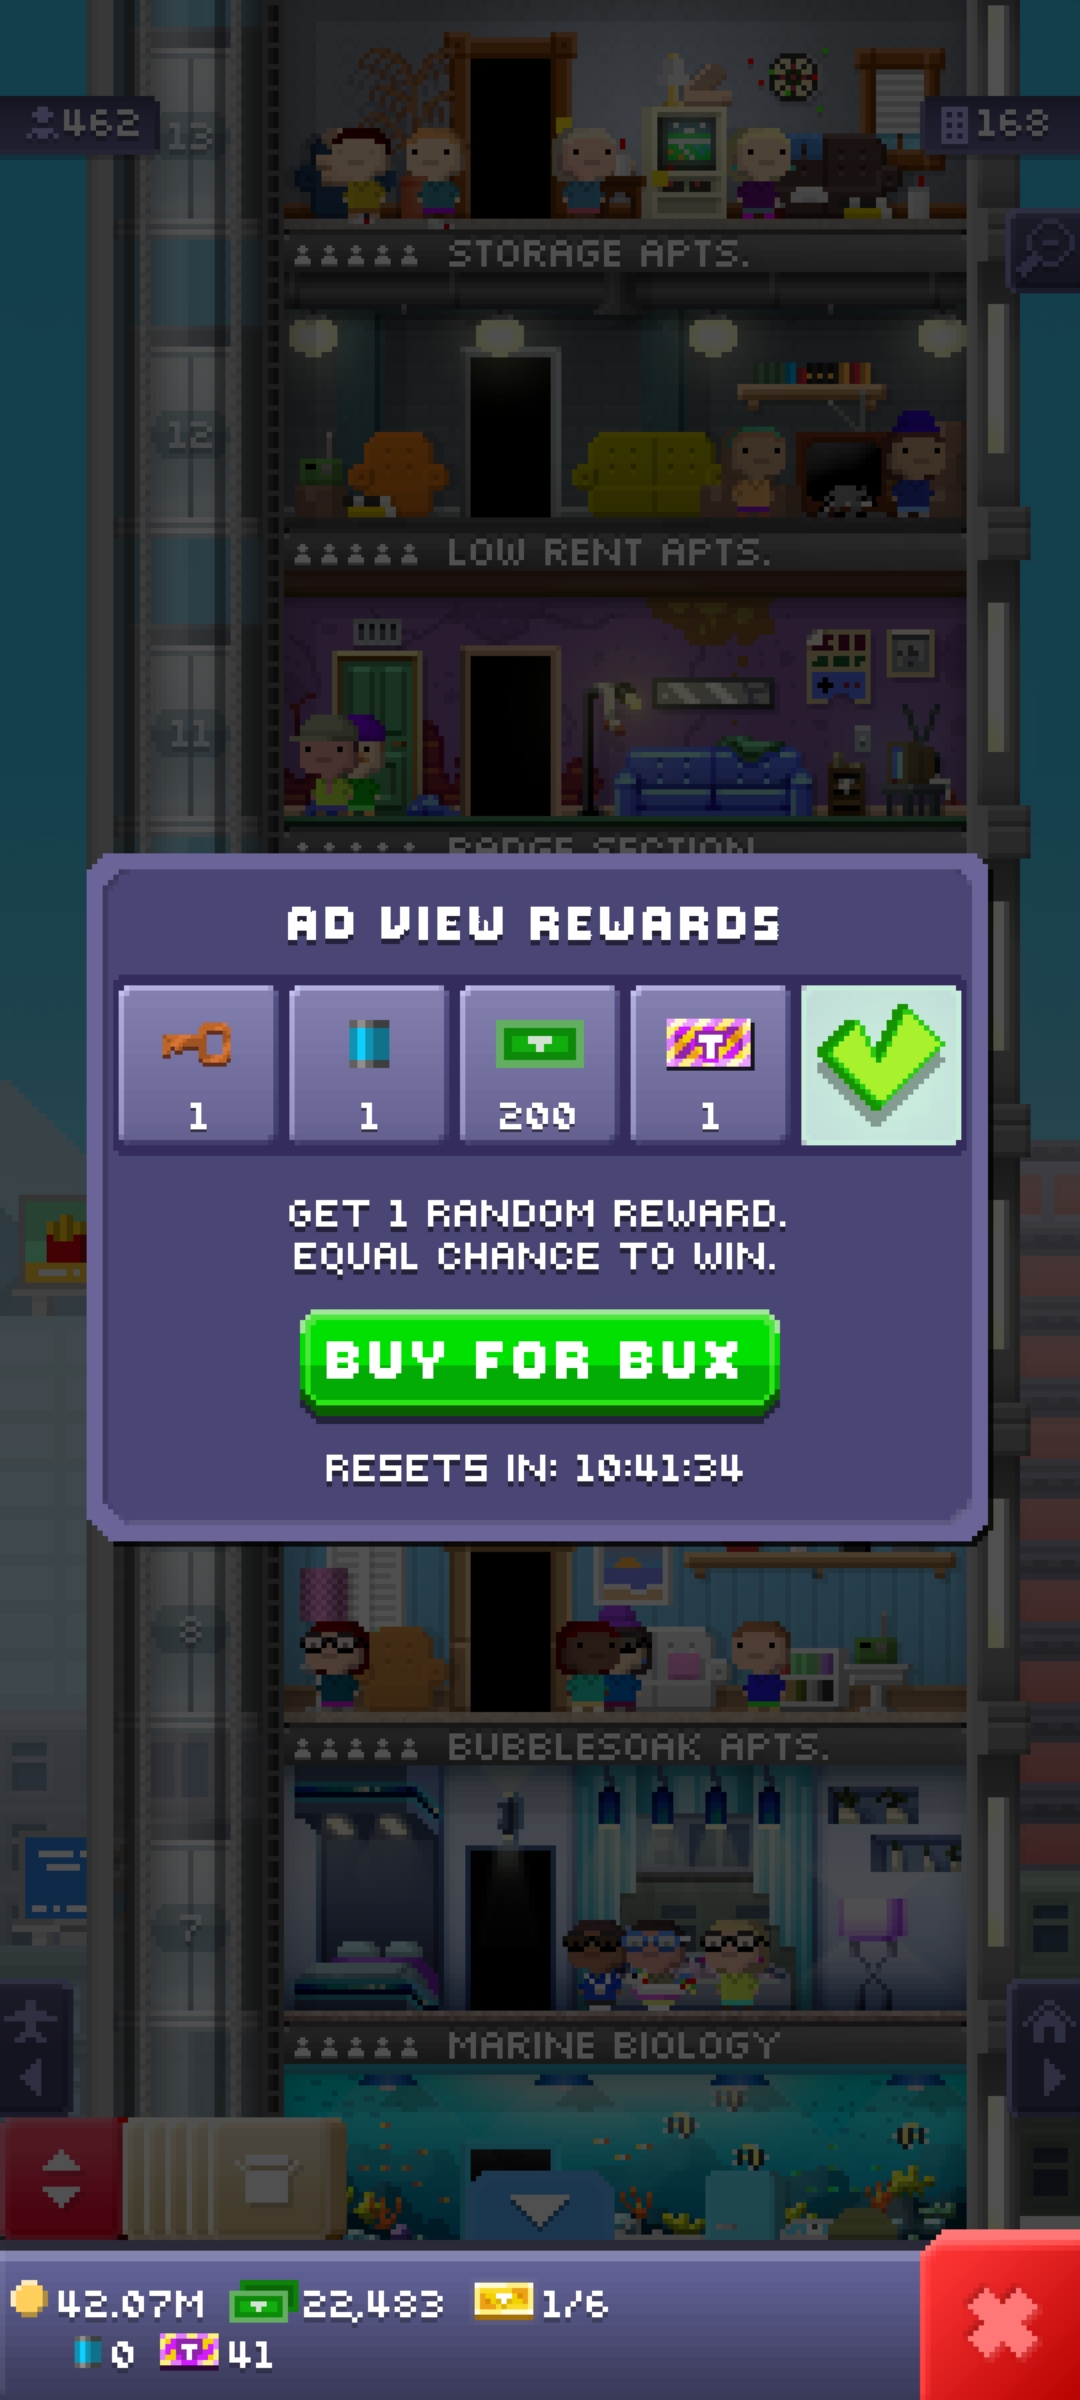 462
13
168
STORAGE APTS.
12
LOW RENT APTS.
11
BADGE SECTION
AD VIEW REWARDS
1
1
200
T
1
GET 1 RANDOM REWARD.
EQUAL CHANCE TO WIN.
BUY FOR BUX
RESETS IN: 10:41:34
8
BUBBLESOAK APTS.
7
MARINE BIOLOGY
42.07M
22,483
1/6
0
T
41